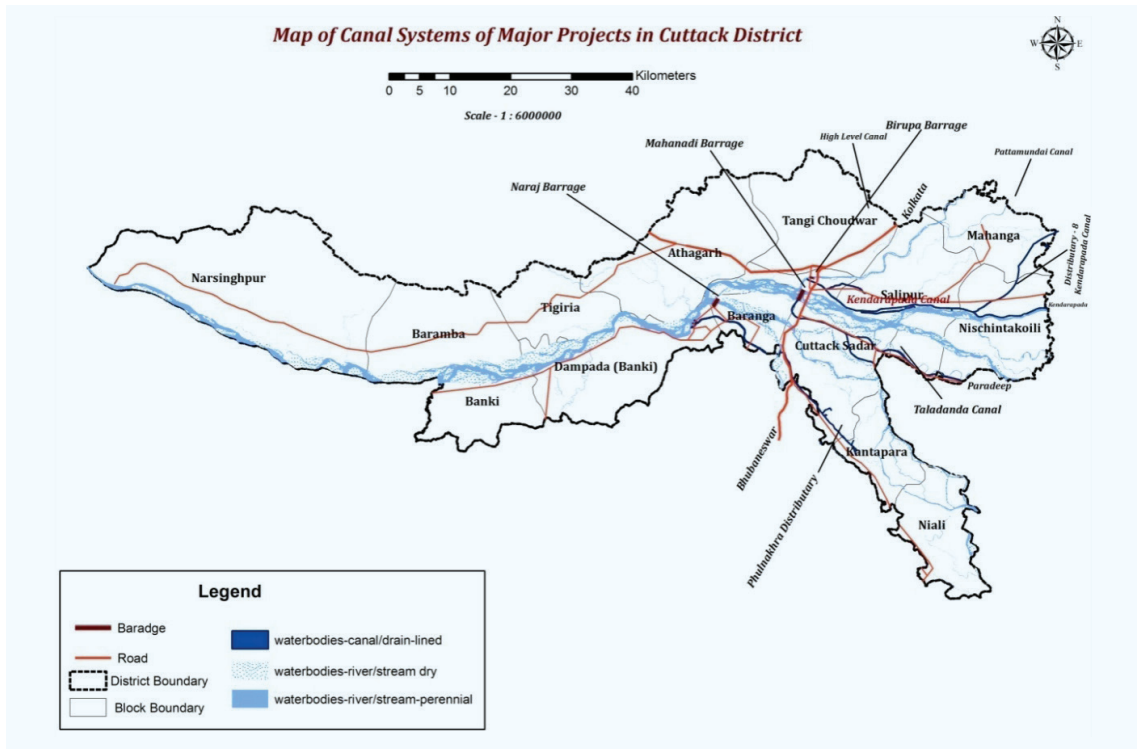 Map of Canal Systems of Major Projects in Cuttack District
N
W E
S
Kilometers
0 5 10 20 30 40
Scale - 1 : 6000000
Birupa Barrage
High Level Canal
Mahanadi Barrage
Pattamundai Canal
Naraj Barrage
Kolkata
Tangi Choudwar
Mahanga
Distributary - 8
Kendarapada Canal
Athagarh
Narsinghpur
Salipur
Kendarapada Canal
Kendarapada
Tigiria
Baranga
Nischintakoili
Baramba
Cuttack Sadar
Dampada (Banki)
Paradeep
Banki
Taladanda Canal
Bhubaneswar
Kantapara
Phulnakhra Distributary
Niali
Legend
Baradge
Road
District Boundary
Block Boundary
waterbodies-canal/drain-lined
waterbodies-river/stream dry
waterbodies-river/stream-perennial